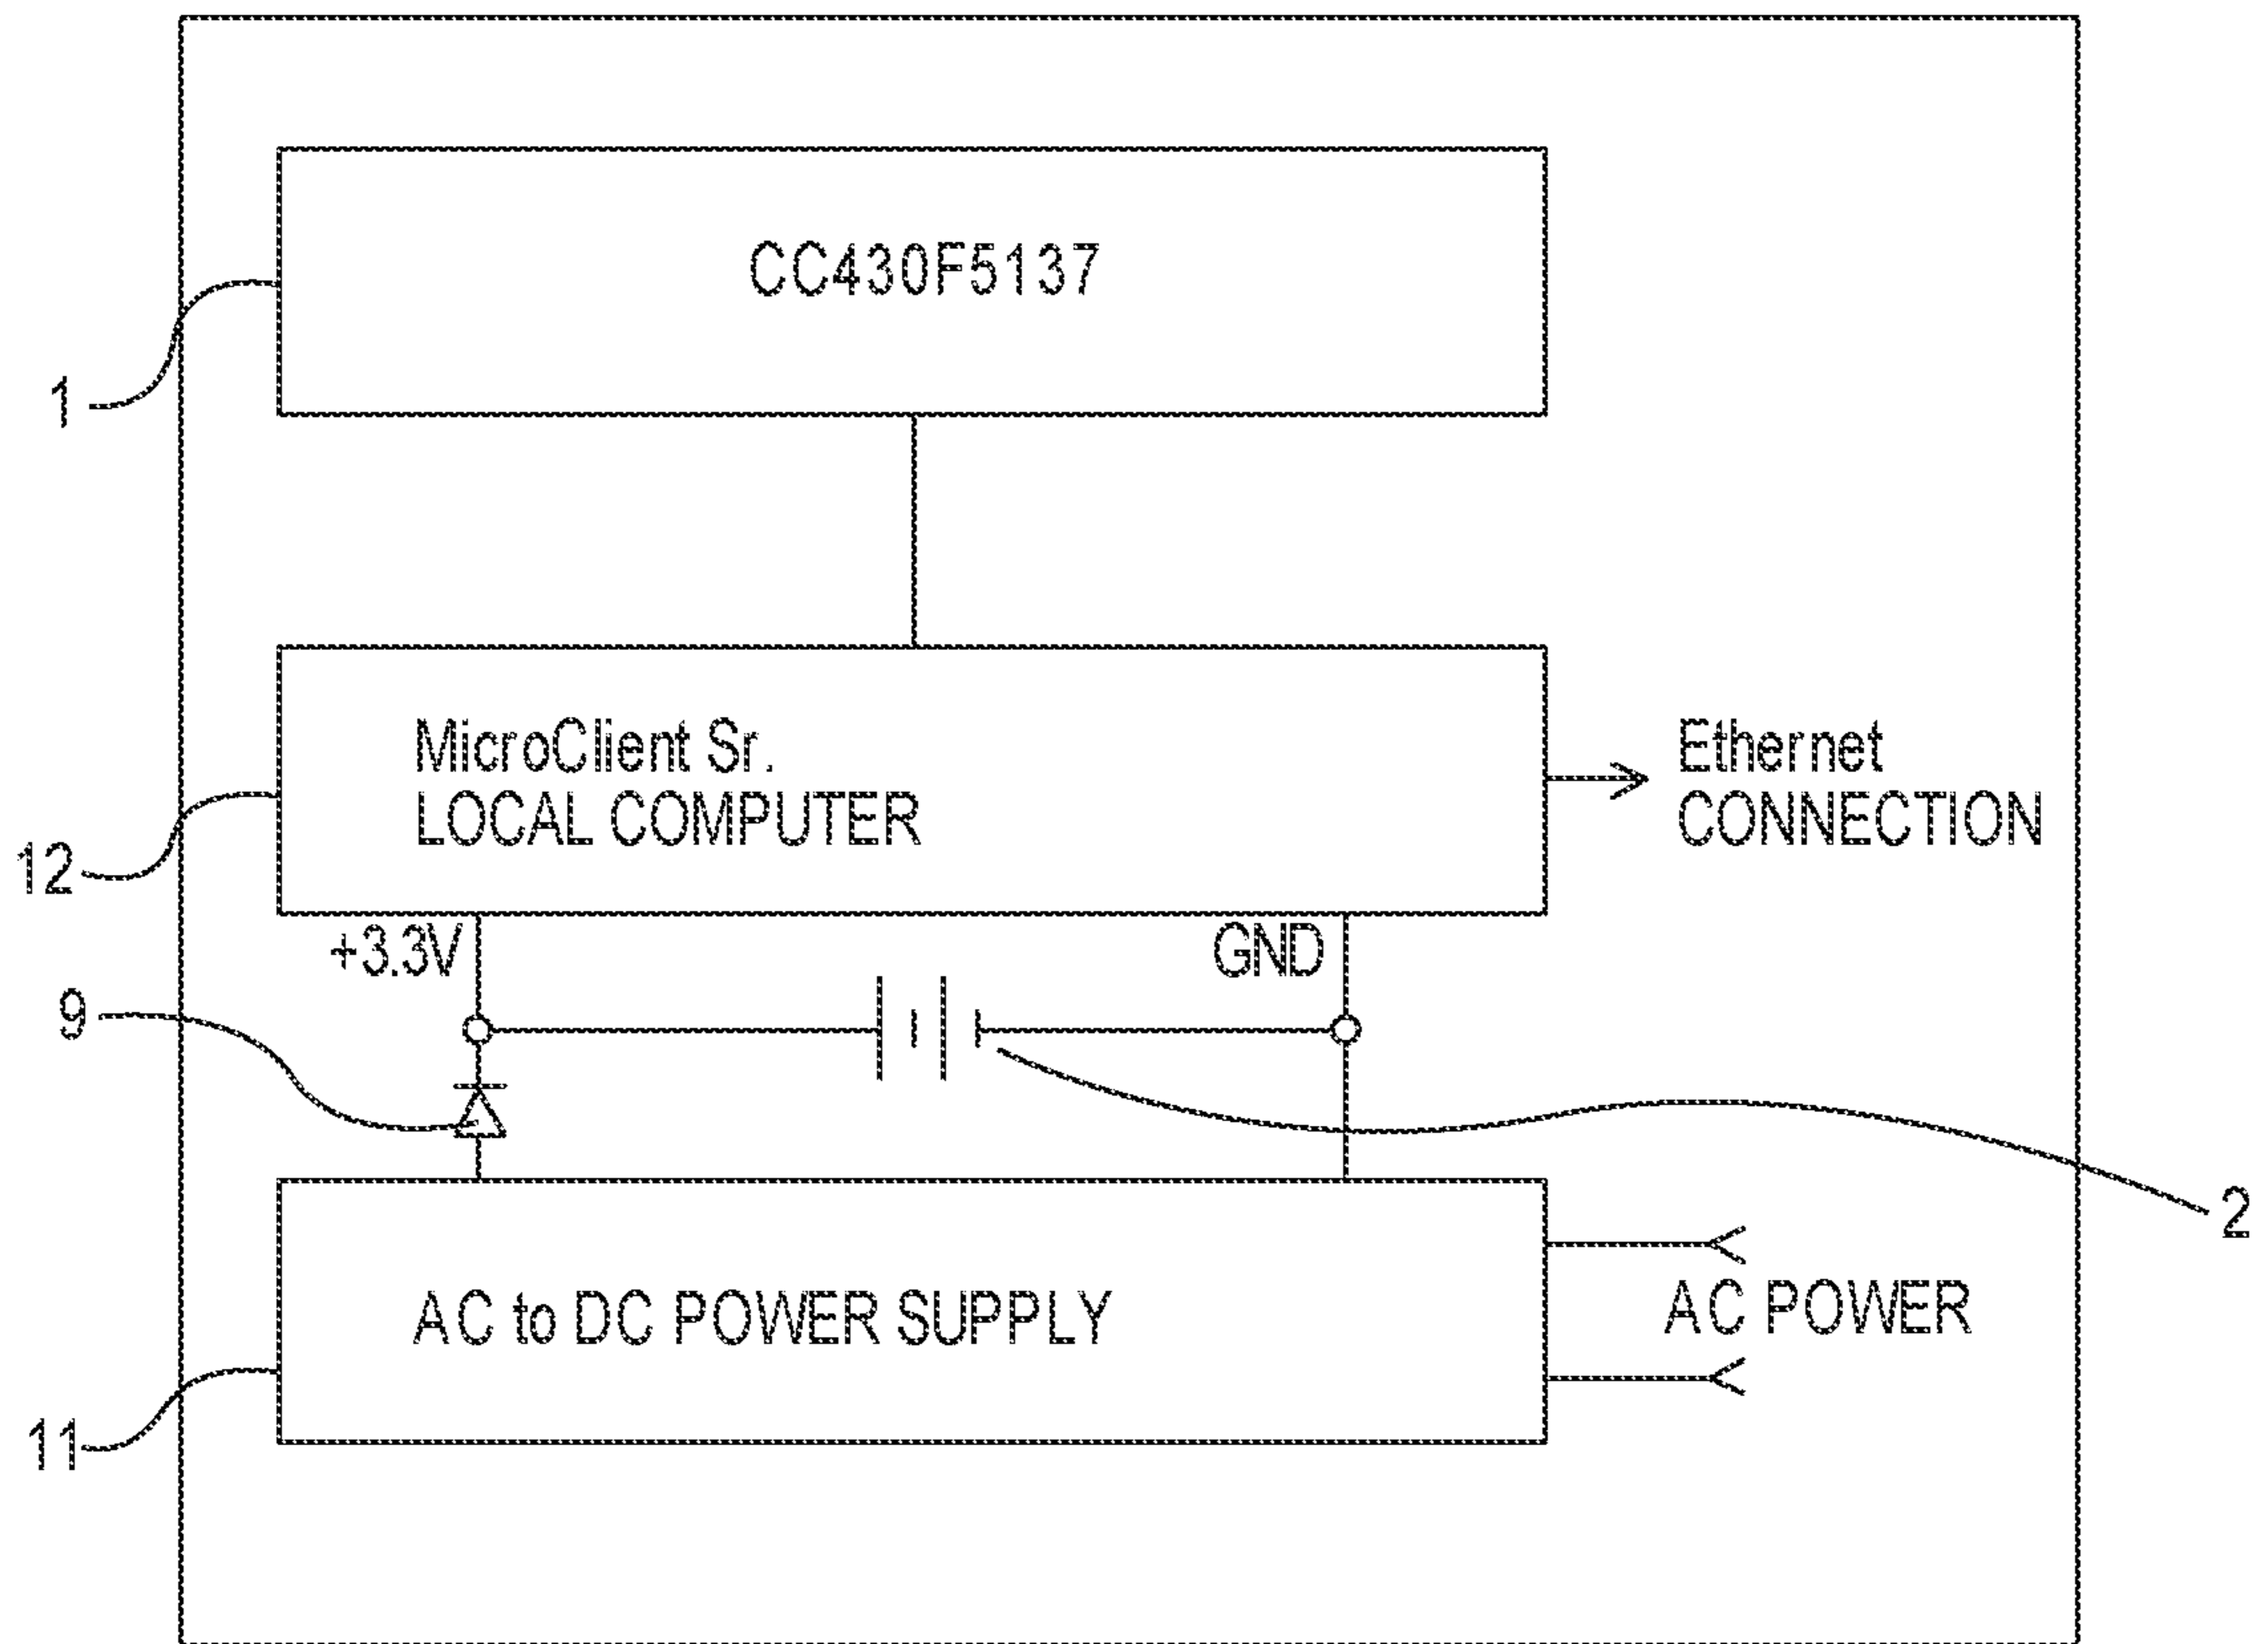 CC430F5137
1
MicroClient Sr.
LOCAL COMPUTER
Ethernet
CONNECTION
12
+3.3V
GND
9
2
AC to DC POWER SUPPLY
AC POWER
11